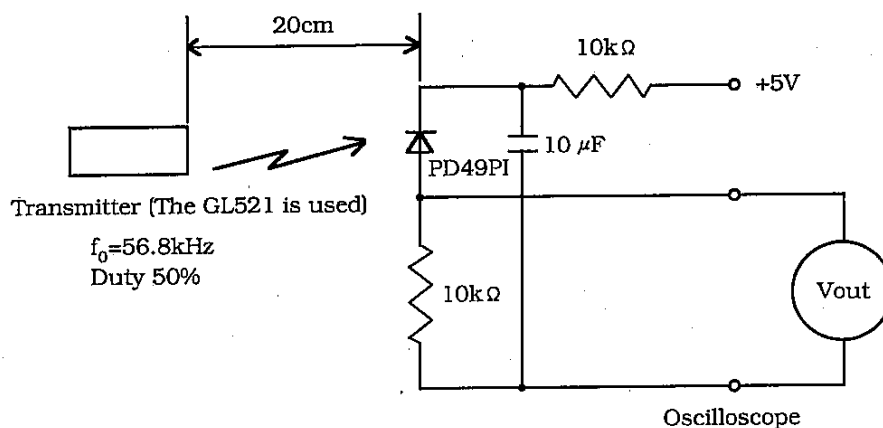 20cm
10kΩ
+5V
10 μF
PD49PI
Transmitter (The GL521 is used)
f₀=56.8kHz
Duty 50%
10kΩ
Vout
Oscilloscope